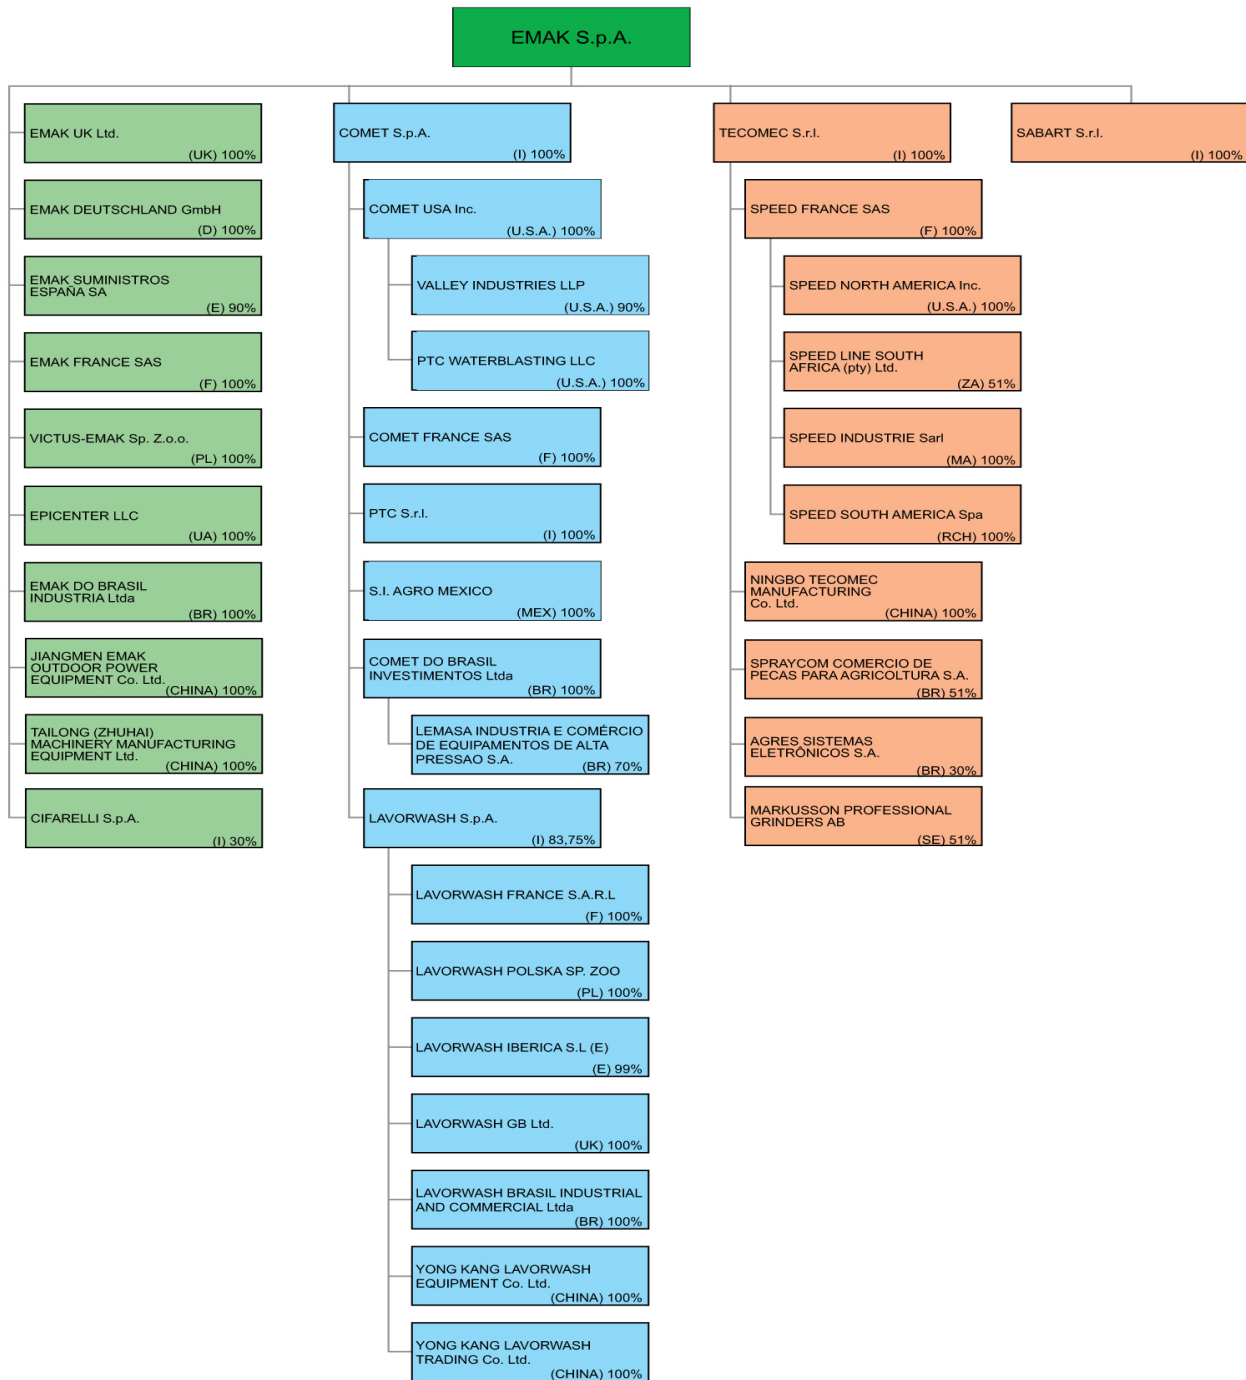 EMAK S.p.A.
EMAK UK Ltd.
(UK) 100%
EMAK DEUTSCHLAND GmbH
(D) 100%
EMAK SUMINISTROS
ESPAÑA SA
(E) 90%
EMAK FRANCE SAS
(F) 100%
VICTUS-EMAK Sp. Z.o.o.
(PL) 100%
EPICENTER LLC
(UA) 100%
EMAK DO BRASIL
INDUSTRIA Ltda
(BR) 100%
JIANGMEN EMAK
OUTDOOR POWER
EQUIPMENT Co. Ltd.
(CHINA) 100%
TAILONG (ZHUHAI)
MACHINERY MANUFACTURING
EQUIPMENT Ltd.
(CHINA) 100%
CIFARELLI S.p.A.
(I) 30%
COMET S.p.A.
(I) 100%
COMET USA Inc.
(U.S.A.) 100%
VALLEY INDUSTRIES LLP
(U.S.A.) 90%
PTC WATERBLASTING LLC
(U.S.A.) 100%
COMET FRANCE SAS
(F) 100%
PTC S.r.l.
(I) 100%
S.I. AGRO MEXICO
(MEX) 100%
COMET DO BRASIL
INVESTIMENTOS Ltda
(BR) 100%
LEMASA INDUSTRIA E COMÉRCIO
DE EQUIPAMENTOS DE ALTA
PRESSAO S.A.
(BR) 70%
LAVORWASH S.p.A.
(I) 83,75%
LAVORWASH FRANCE S.A.R.L
(F) 100%
LAVORWASH POLSKA SP. ZOO
(PL) 100%
LAVORWASH IBERICA S.L (E)
(E) 99%
LAVORWASH GB Ltd.
(UK) 100%
LAVORWASH BRASIL INDUSTRIAL
AND COMMERCIAL Ltda
(BR) 100%
YONG KANG LAVORWASH
EQUIPMENT Co. Ltd.
(CHINA) 100%
YONG KANG LAVORWASH
TRADING Co. Ltd.
(CHINA) 100%
TECOMEC S.r.l.
(I) 100%
SPEED FRANCE SAS
(F) 100%
SPEED NORTH AMERICA Inc.
(U.S.A.) 100%
SPEED LINE SOUTH
AFRICA (pty) Ltd.
(ZA) 51%
SPEED INDUSTRIE Sarl
(MA) 100%
SPEED SOUTH AMERICA Spa
(RCH) 100%
NINGBO TECOMEC
MANUFACTURING
Co. Ltd.
(CHINA) 100%
SPRAYCOM COMERCIO DE
PECAS PARA AGRICOLTURA S.A.
(BR) 51%
AGRES SISTEMAS
ELETRÔNICOS S.A.
(BR) 30%
MARKUSSON PROFESSIONAL
GRINDERS AB
(SE) 51%
SABART S.r.l.
(I) 100%